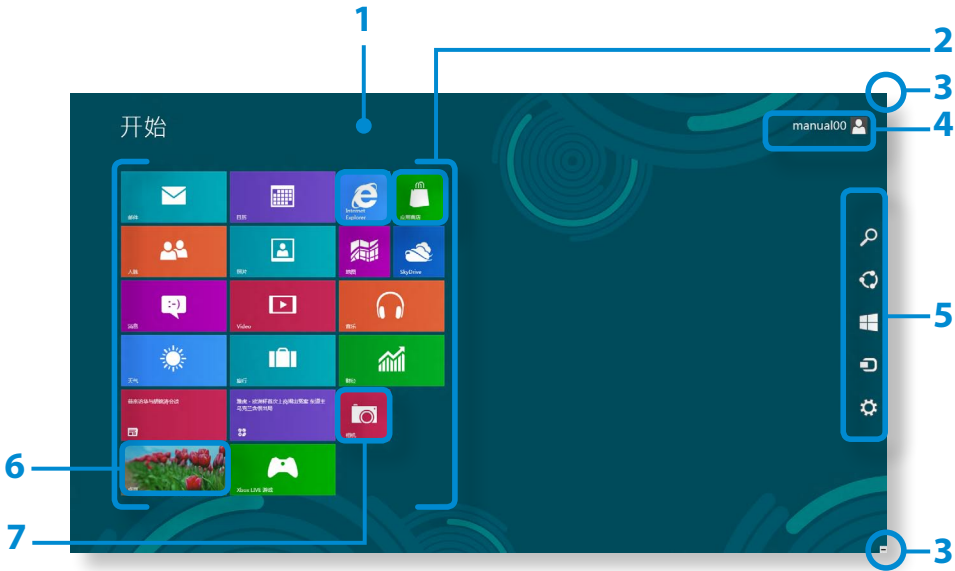 1
2
3
开始
manual00
4
邮件
日历
Internet
Explorer
应用商店
人脉
照片
地图
SkyDrive
消息
Video
音乐
5
天气
旅行
财经
相机
6
桌面
Xbox LIVE 游戏
7
3